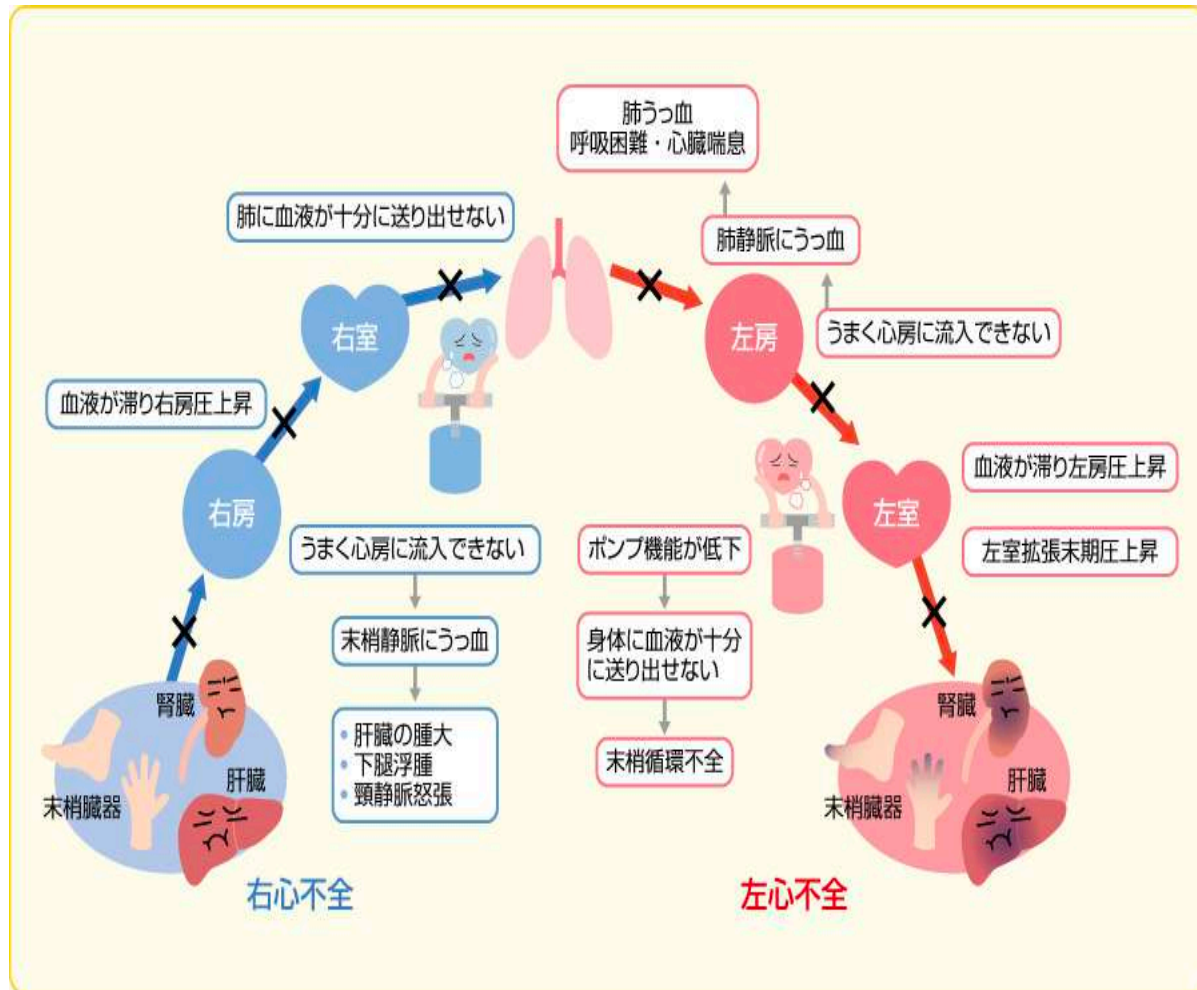 肺うっ血
呼吸困難・心臓喘息
肺に血液が十分に送り出せない
肺静脈にうっ血
右室
左房
うまく心房に流入できない
血液が滞り右房圧上昇
右房
左室
血液が滞り左房圧上昇
左室拡張末期圧上昇
うまく心房に流入できない
末梢静脈にうっ血
• 肝臓の腫大
• 下腿浮腫
• 頸静脈怒張
ポンプ機能が低下
身体に血液が十分
に送り出せない
末梢循環不全
腎臓
肝臓
末梢臓器
腎臓
肝臓
末梢臓器
右心不全
左心不全